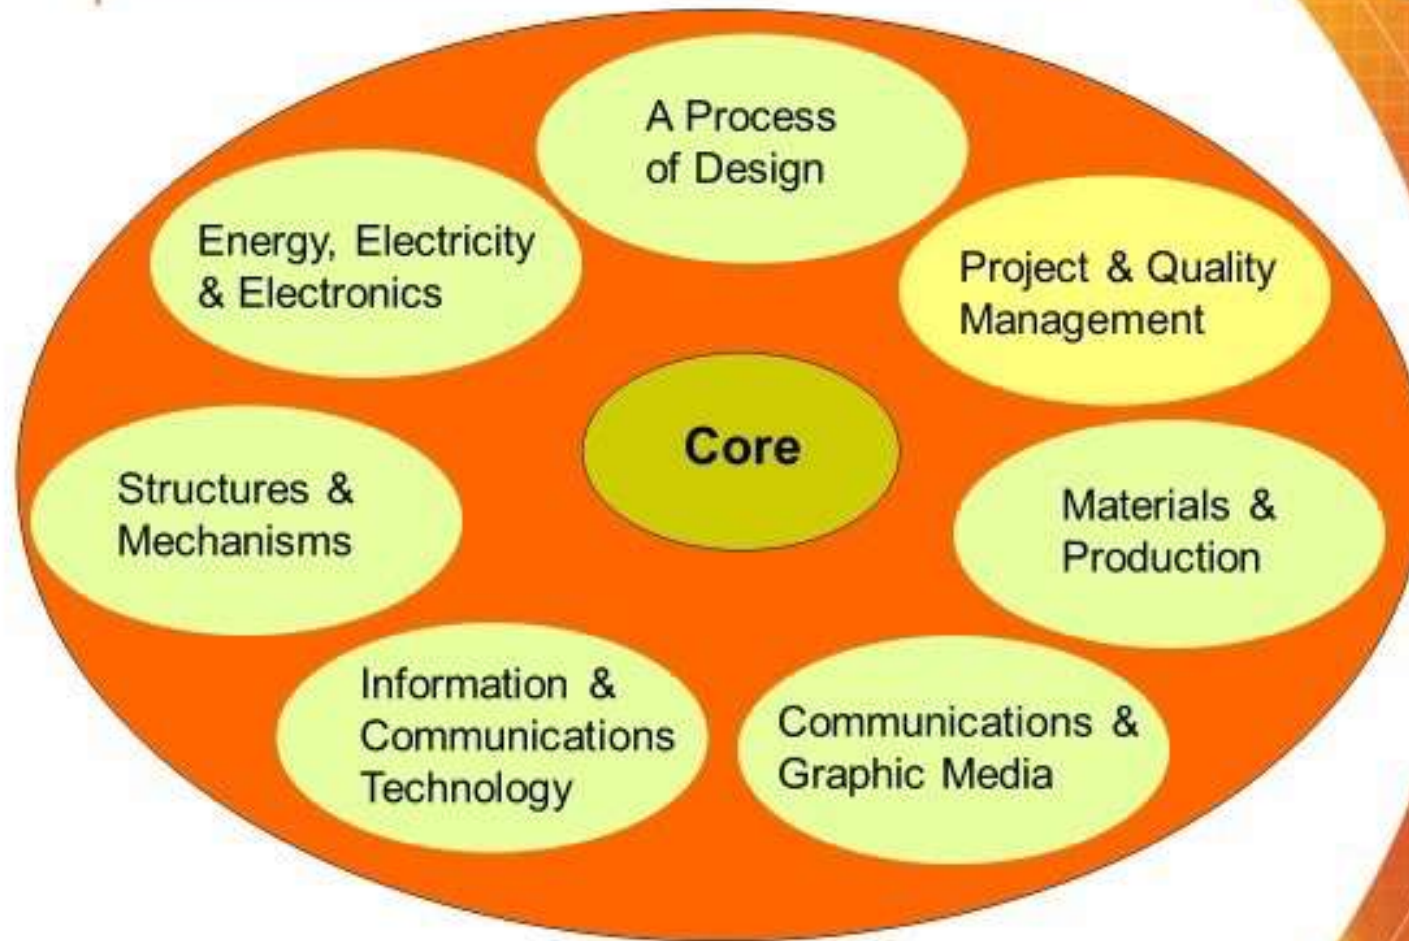 A Process
of Design
Energy, Electricity
& Electronics
Project & Quality
Management
Core
Structures &
Mechanisms
Materials &
Production
Information &
Communications
Technology
Communications &
Graphic Media